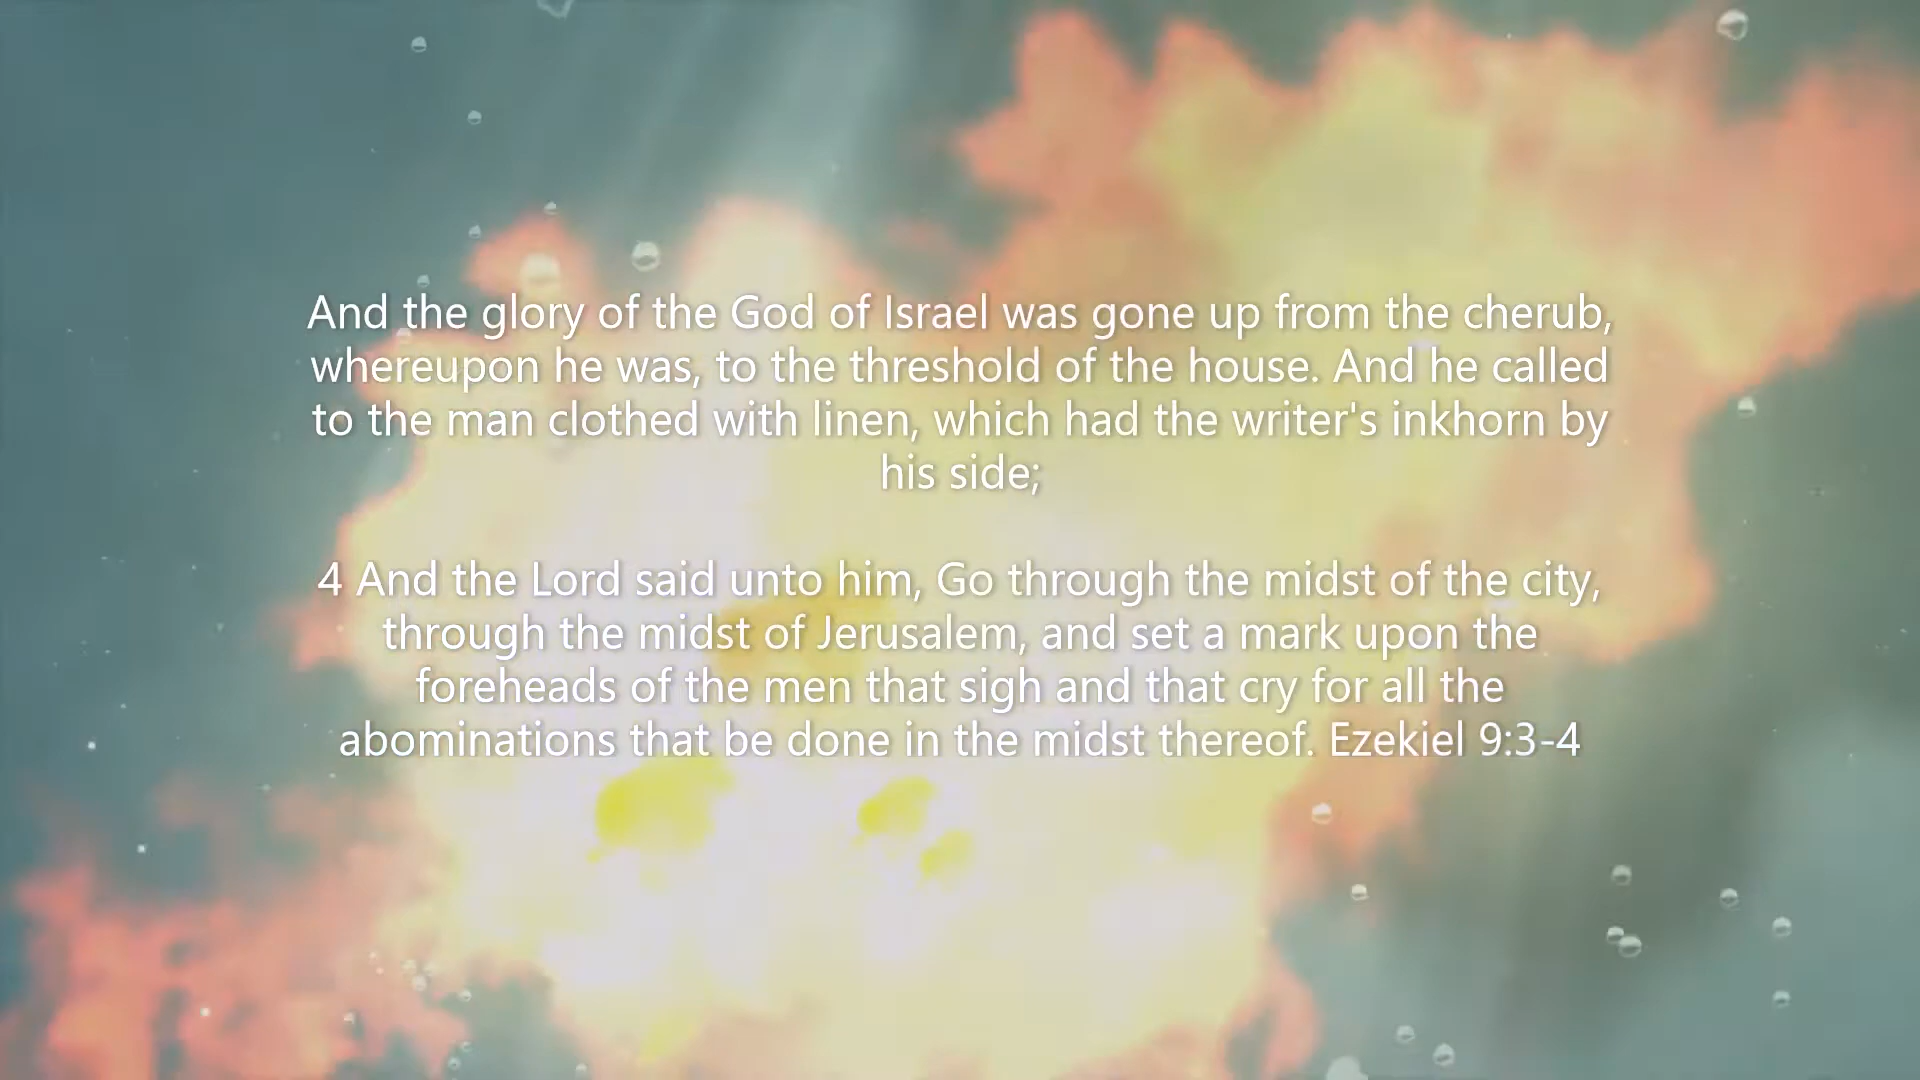 And the glory of the God of Israel was gone up from the cherub,
whereupon he was, to the threshold of the house. And he called
to the man clothed with linen, which had the writer's inkhorn by
his side;
4 And the Lord said unto him, Go through the midst of the city,
through the midst of Jerusalem, and set a mark upon the
foreheads of the men that sigh and that cry for all the
abominations that be done in the midst thereof. Ezekiel 9:3-4